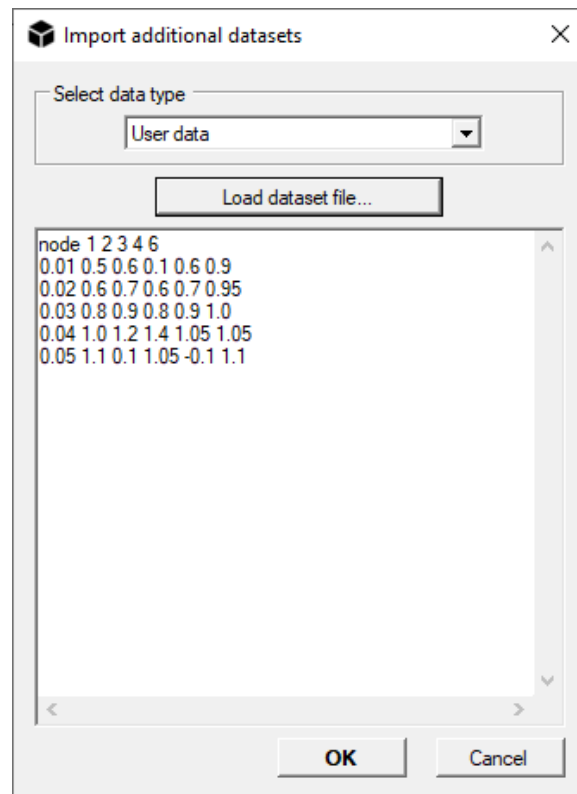 Import additional datasets
Select data type
User data
Load dataset file...
node 1 2 3 4 6
0.01 0.5 0.6 0.1 0.6 0.9
0.02 0.6 0.7 0.6 0.7 0.95
0.03 0.8 0.9 0.8 0.9 1.0
0.04 1.0 1.2 1.4 1.05 1.05
0.05 1.1 0.1 1.05 -0.1 1.1
OK Cancel